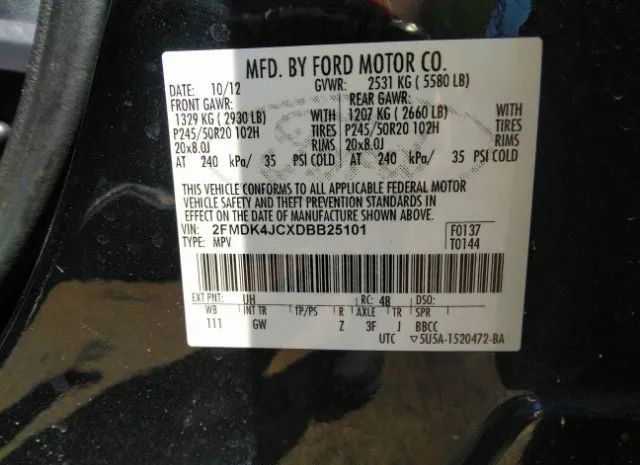 MFD. BY FORD MOTOR CO.
DATE: 10/12 GVWR: 2531 KG ( 5580 LB)
FRONT GAWR: REAR GAWR:
1329 KG ( 2930 LB) WITH 1207 KG ( 2660 LB) WITH
P245/50R20 102H TIRES P245/50R20 102H TIRES
20x8.0J RIMS 20x8.0J RIMS
AT 240 kPa/ 35 PSI COLD AT 240 kPa/ 35 PSI COLD
THIS VEHICLE CONFORMS TO ALL APPLICABLE FEDERAL MOTOR
VEHICLE SAFETY AND THEFT PREVENTION STANDARDS IN
EFFECT ON THE DATE OF MANUFACTURE SHOWN ABOVE.
VIN: 2FMDK4JCXDBB25101 F0137
TYPE: MPV T0144
EXT PNT: UH RC: 48 DSO:
WB INT TR TP/PS R AXLE TR SPR
111 GW Z 3F J BBCC
UTC ▽5U5A-1520472-BA